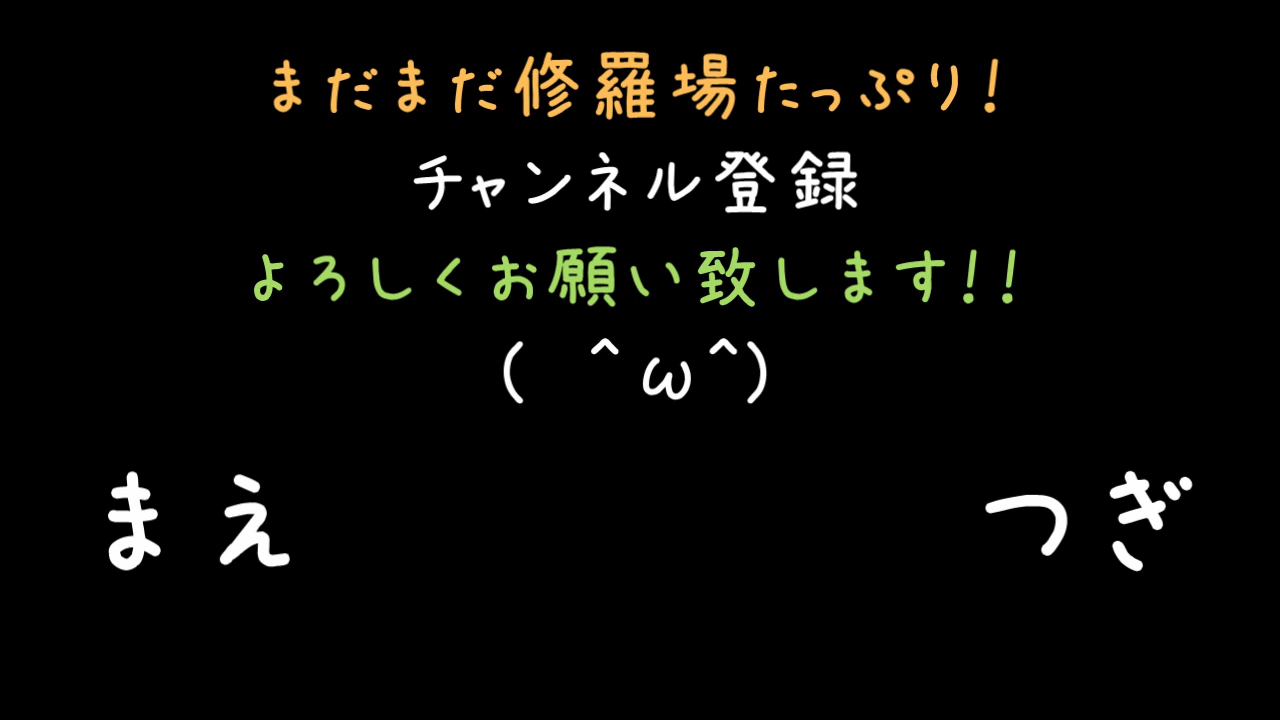 まだまだ修羅場たっぷり!
チャンネル登録
よろしくお願い致します!!
( ^ω^)
まえ つぎ